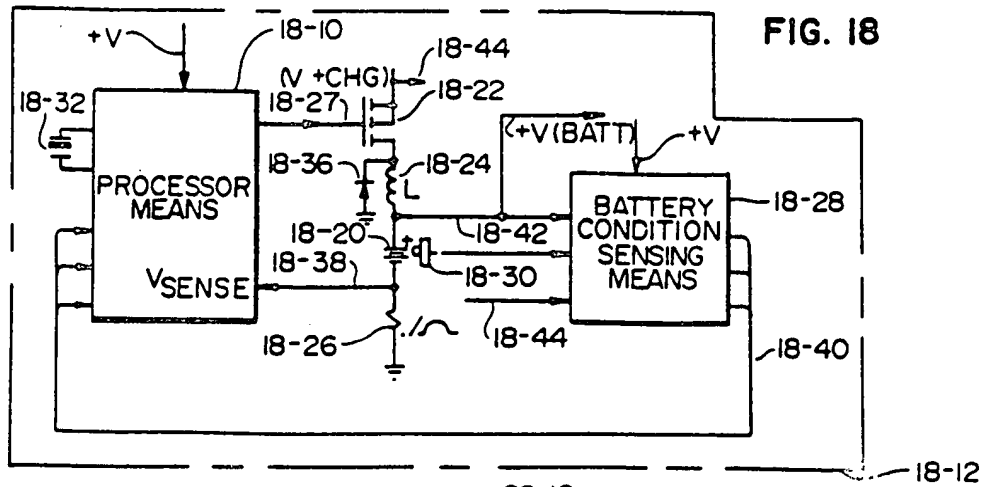 FIG. 18
+V
18-10
(V +CHG)
18-44
18-32
18-27
18-22
PROCESSOR
MEANS
18-36
18-24
L
(+V (BATT)
+V
BATTERY
CONDITION
SENSING
MEANS
18-28
18-42
18-20
+
18-38
18-30
VSENSE
18-26
18-44
18-40
18-12